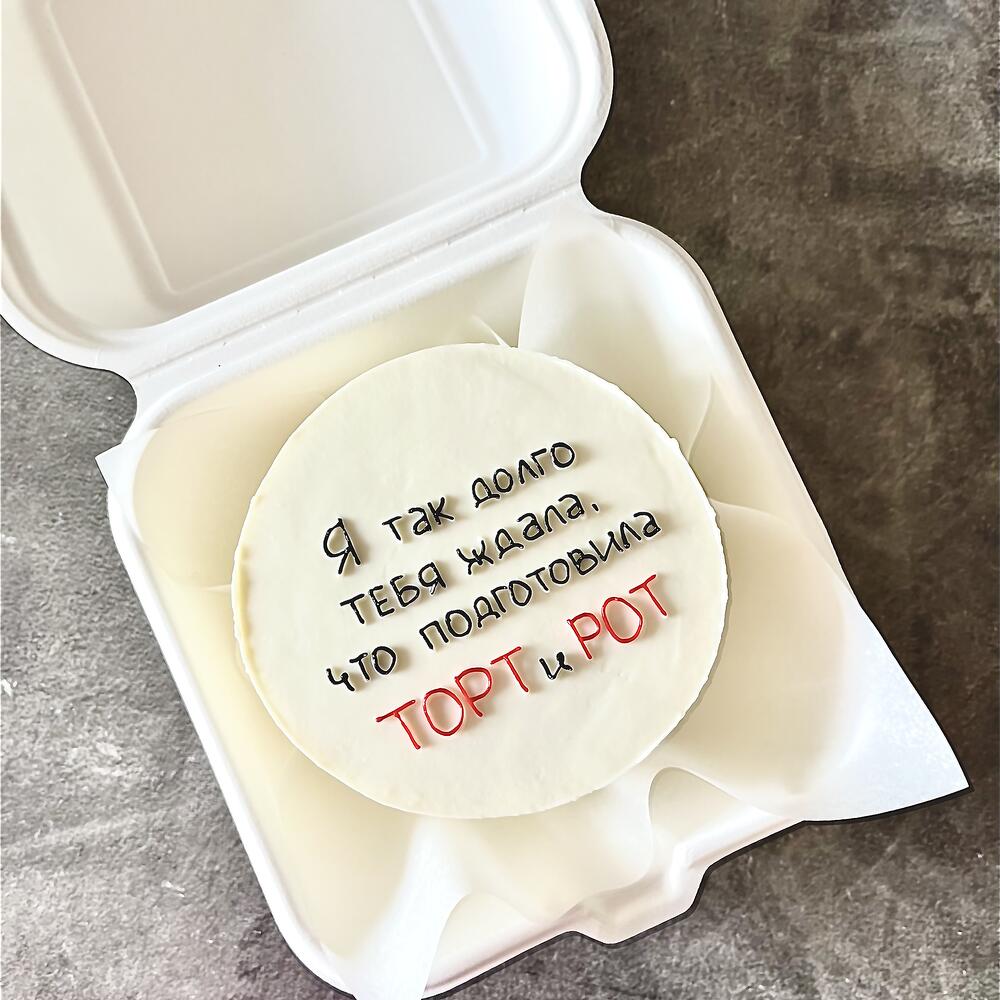 Я так долго
ТЕБЯ ждала,
что подготовила
ТОРТ и РОТ